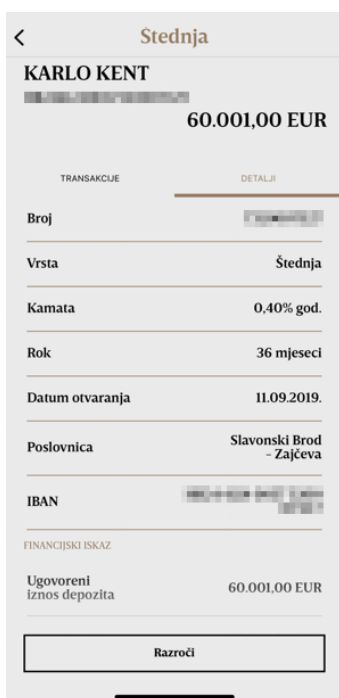 Štednja
KARLO KENT
60.001,00 EUR
TRANSAKCIJE
DETALJI
Broj
Vrsta
Štednja
Kamata
0,40% god.
Rok
36 mjeseci
Datum otvaranja
11.09.2019.
Poslovnica
Slavonski Brod
- Zajčeva
IBAN
FINANCIJSKI ISKAZ
Ugovoreni
iznos depozita
60.001,00 EUR
Razroči